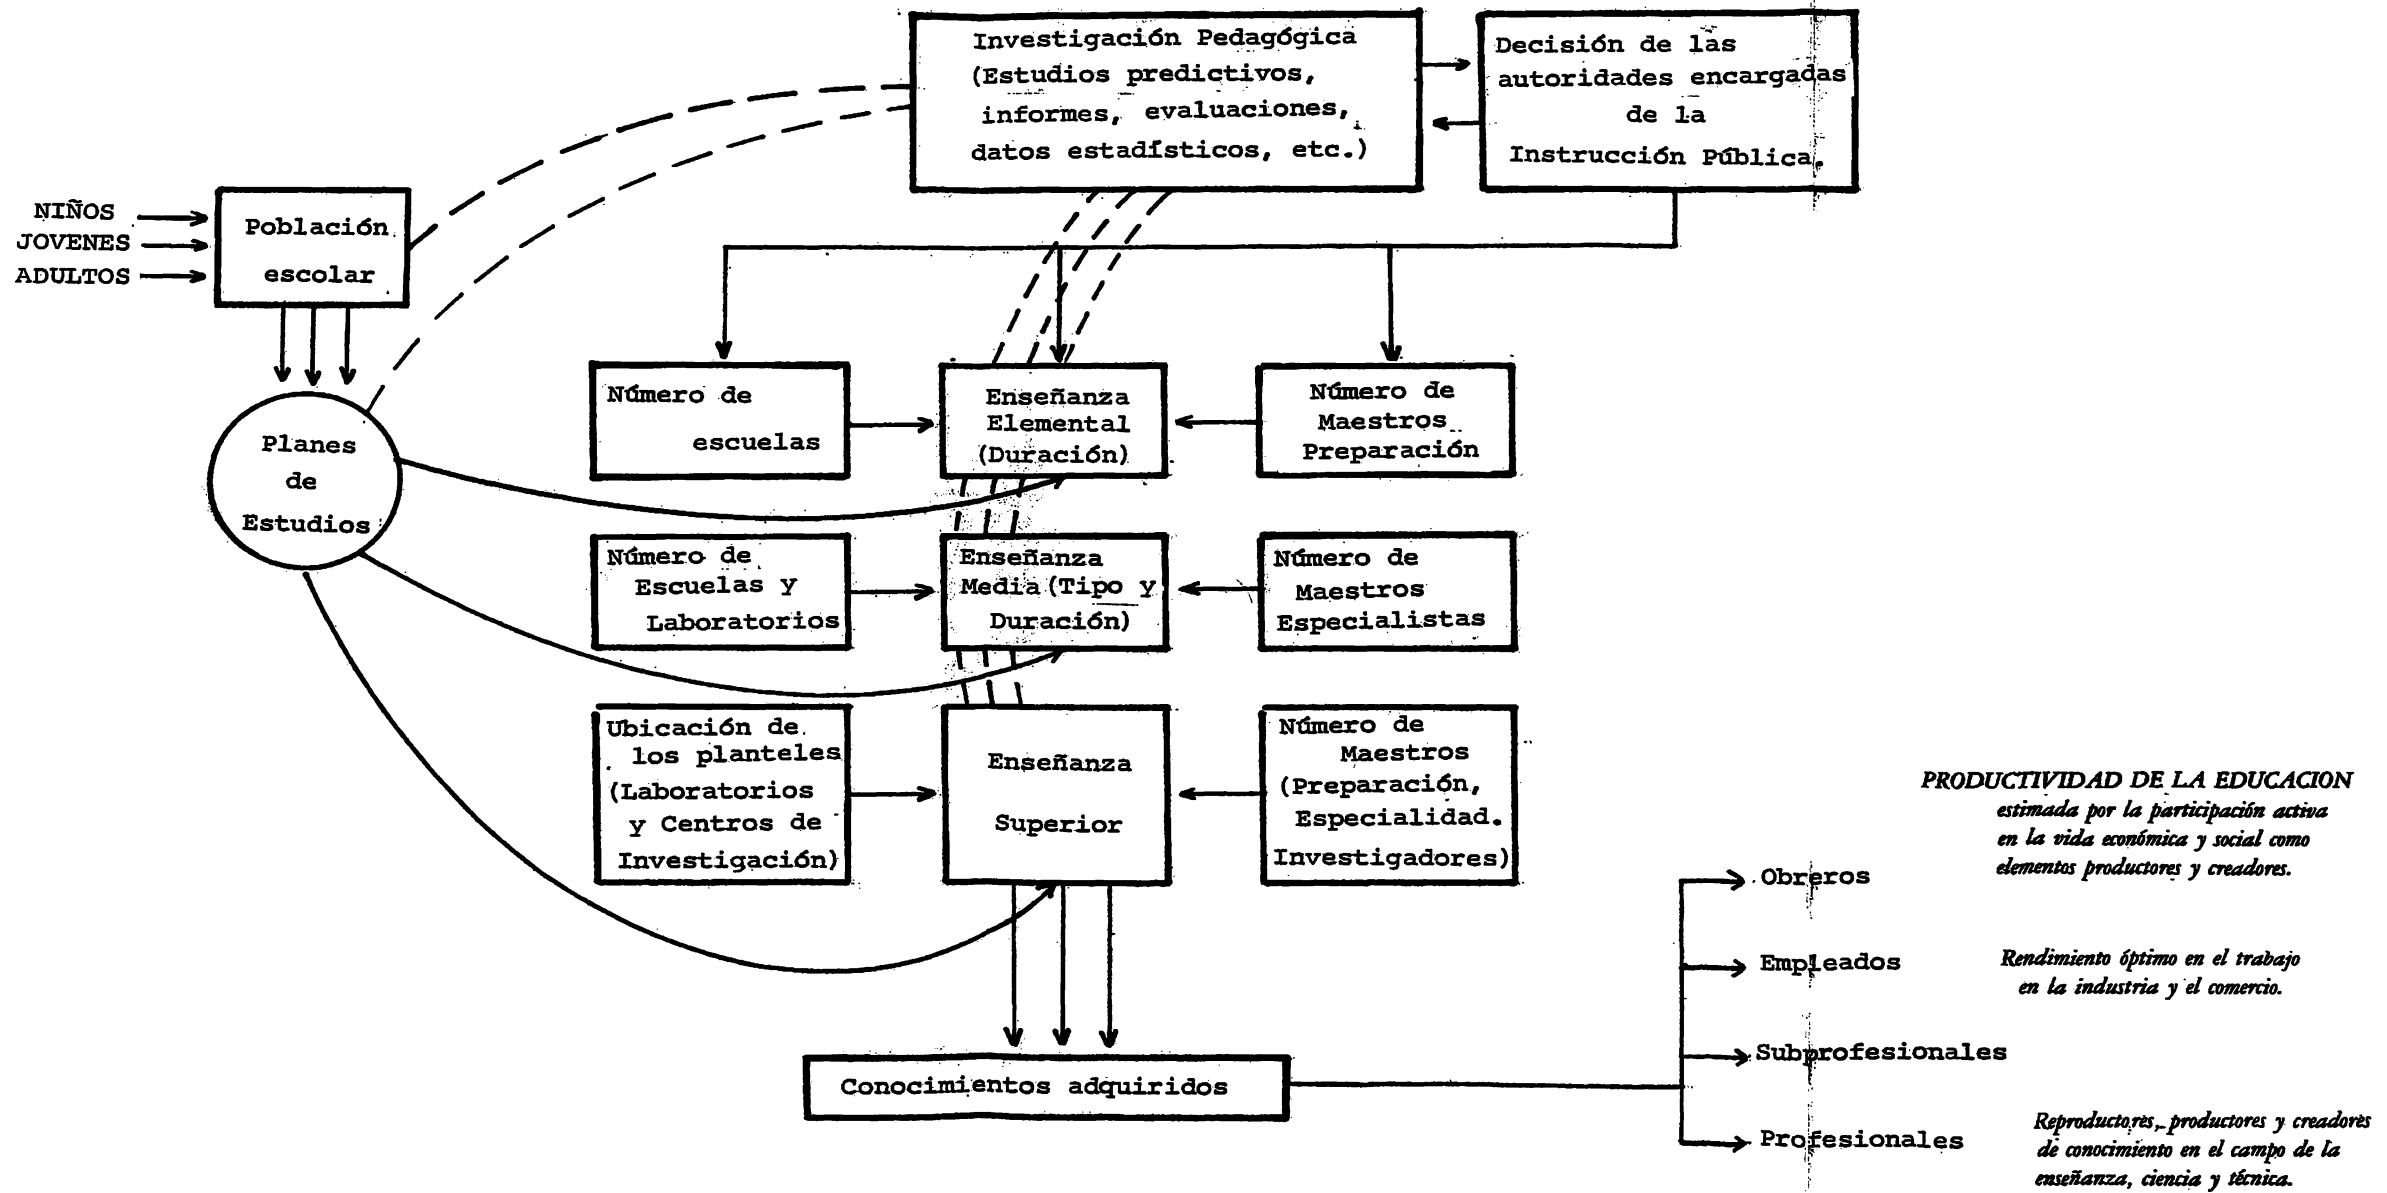 Investigación Pedagógica
(Estudios predictivos,
informes, evaluaciones,
datos estadísticos, etc.)
Decisión de las
autoridades encargadas
de la
Instrucción Pública.
NIÑOS
JOVENES
ADULTOS
Población
escolar
Planes
de
Estudios
Número de
escuelas
Enseñanza
Elemental
(Duración)
Número de
Maestros
Preparación
Número de
Escuelas y
Laboratorios
Enseñanza
Media (Tipo y
Duración)
Número de
Maestros
Especialistas
Ubicación de
los planteles
(Laboratorios
y Centros de
Investigación)
Enseñanza
Superior
Número de
Maestros
(Preparación,
Especialidad.
Investigadores)
Conocimientos adquiridos
PRODUCTIVIDAD DE LA EDUCACION
estimada por la participación activa
en la vida económica y social como
elementos productores y creadores.
Obreros
Empleados
Rendimiento óptimo en el trabajo
en la industria y el comercio.
Subprofesionales
Profesionales
Reproductores, productores y creadores
de conocimiento en el campo de la
enseñanza, ciencia y técnica.